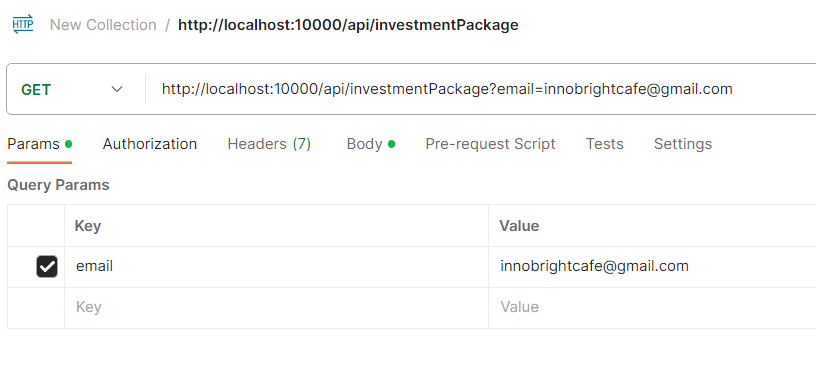 HTTP New Collection / http://localhost:10000/api/investmentPackage
GET http://localhost:10000/api/investmentPackage?email=innobrightcafe@gmail.com
Params Authorization Headers (7) Body Pre-request Script Tests Settings
Query Params
Key Value
email innobrightcafe@gmail.com
Key Value